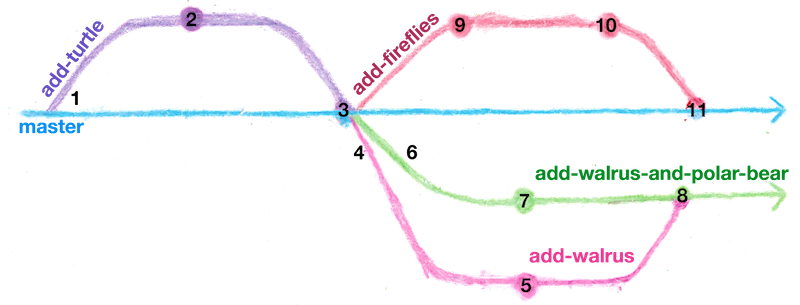 add-turtle
2
1
master
3
add-fireflies
9
10
11
4
6
add-walrus-and-polar-bear
7
8
add-walrus
5